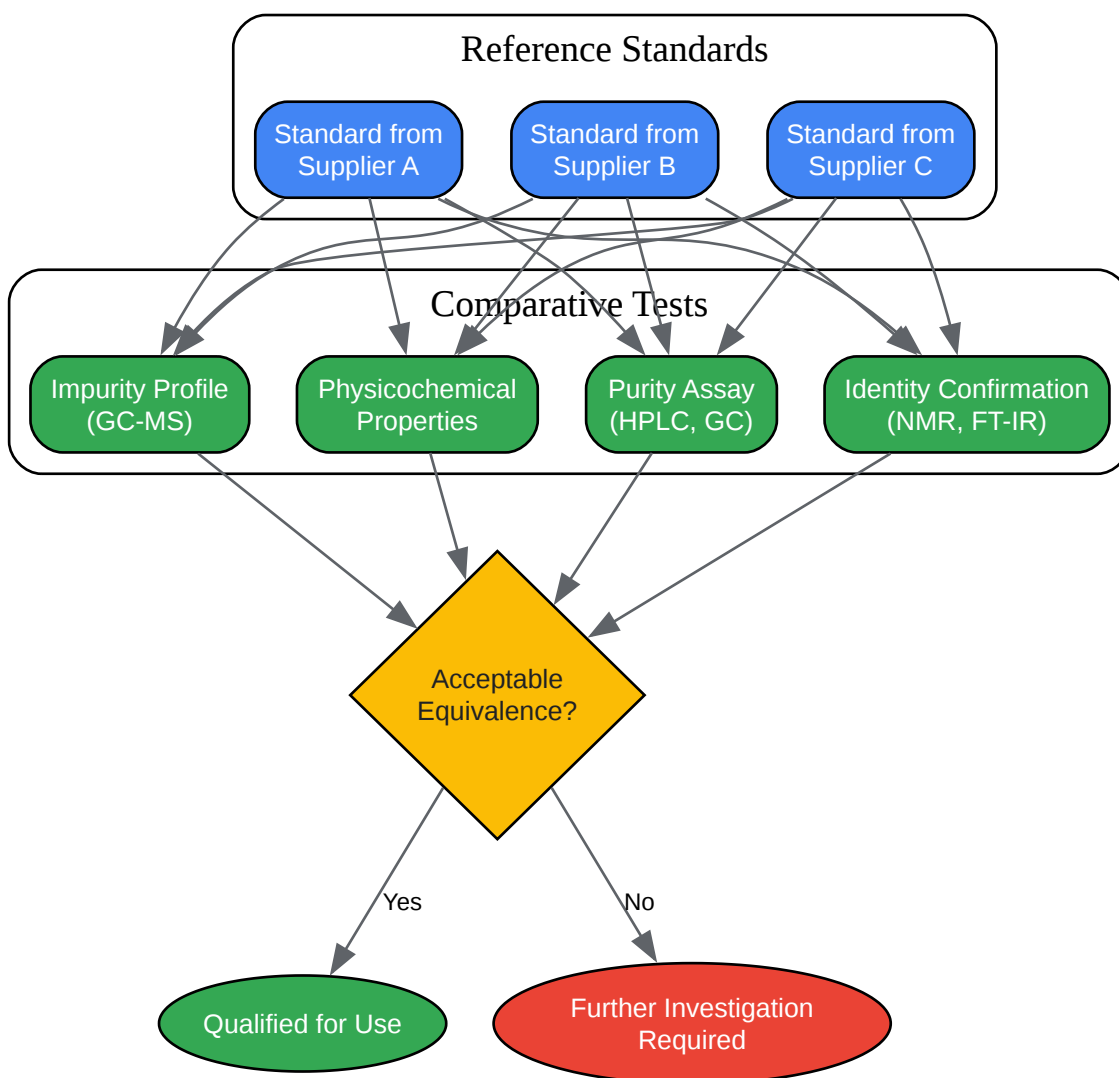 Reference Standards
Standard from
Supplier A
Standard from
Supplier B
Standard from
Supplier C
Comparative Tests
Impurity Profile
(GC-MS)
Physicochemical
Properties
Purity Assay
(HPLC, GC)
Identity Confirmation
(NMR, FT-IR)
Acceptable
Equivalence?
Yes
No
Qualified for Use
Further Investigation
Required